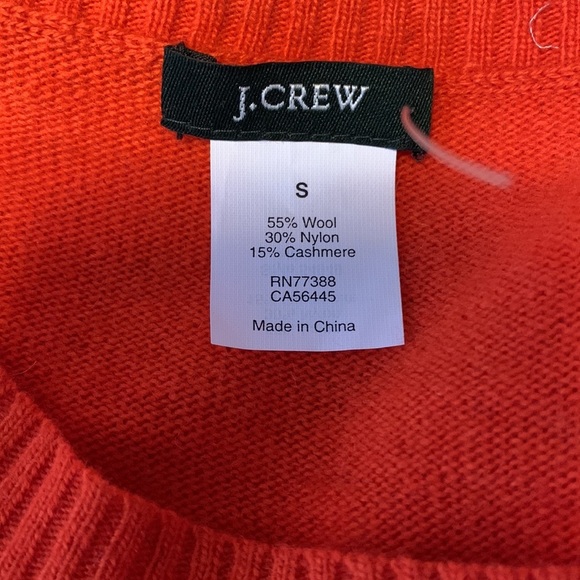 J.CREW
S
55% Wool
30% Nylon
15% Cashmere
RN77388
CA56445
Made in China